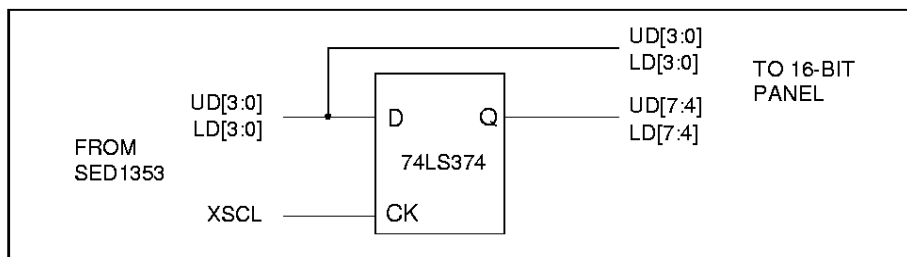 UD[3:0]
LD[3:0]
TO 16-BIT
PANEL
UD[3:0]
LD[3:0]
D
Q
UD[7:4]
LD[7:4]
FROM
SED1353
74LS374
XSCL
CK